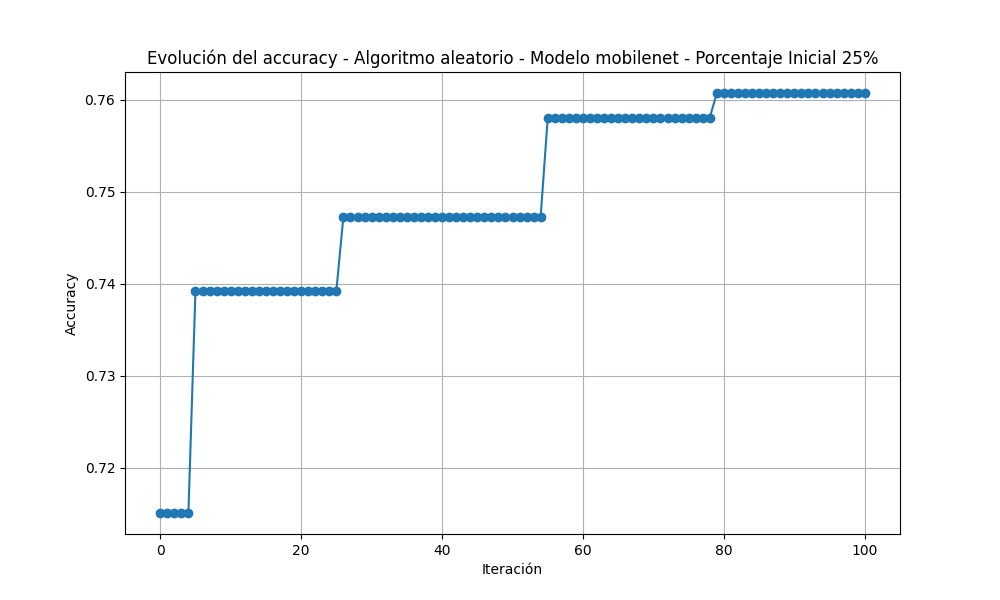 Evolución del accuracy - Algoritmo aleatorio - Modelo mobilenet - Porcentaje Inicial 25%
0.76
0.75
0.74
0.73
0.72
Accuracy
0 20 40 60 80 100
Iteración